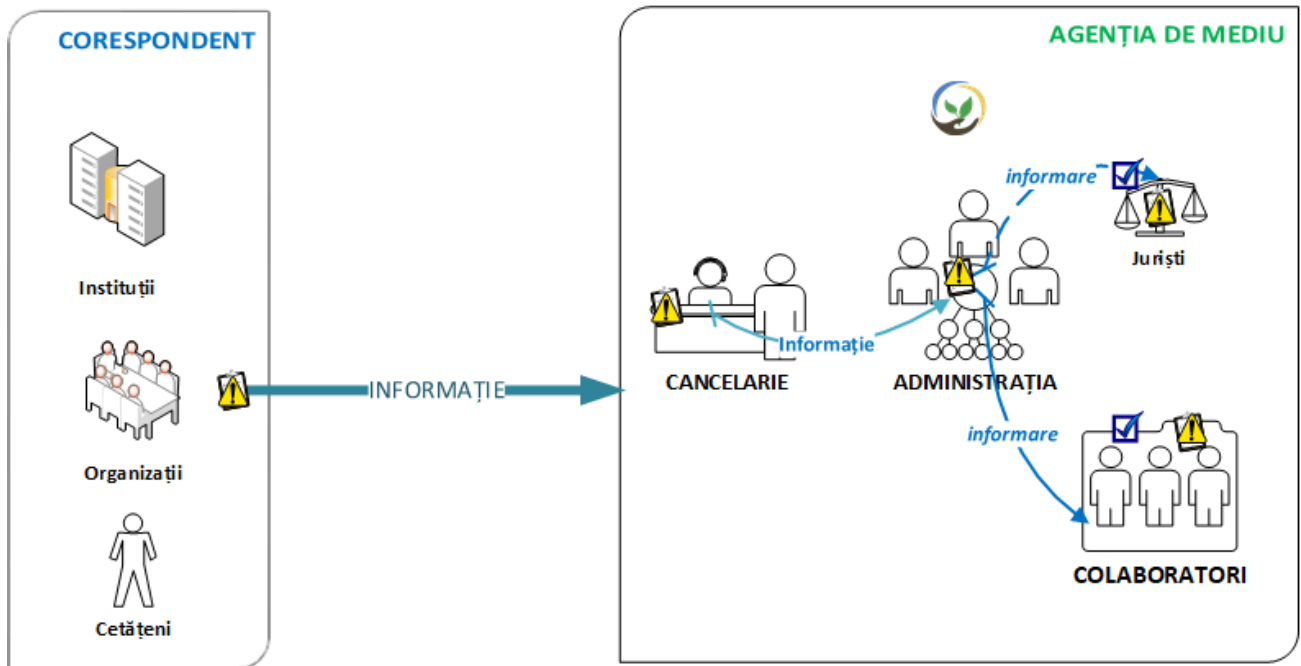 CORESPONDENT
Instituții
Organizații
Cetățeni
INFORMAȚIE
AGENȚIA DE MEDIU
informare
Juriști
Informație
CANCELARIE
ADMINISTRAȚIA
informare
COLABORATORI